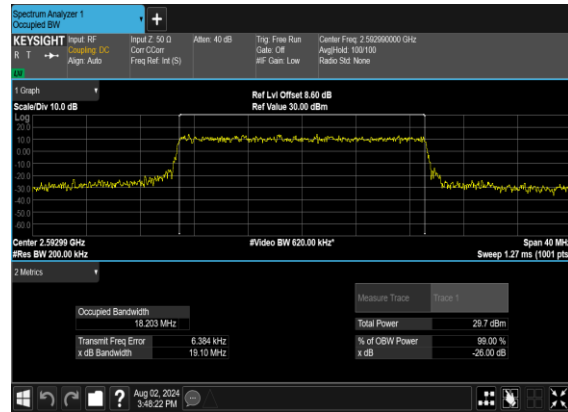 Spectrum Analyzer 1
Occupied BW
+
KEYSIGHT Input: RF Input Z: 50 Ω Atten: 40 dB Trig: Free Run Center Freq: 2.592990000 GHz
R T Coupling: DC Corr CCorr Gate: Off Avg|Hold: 100/100
Align: Auto Freq Ref: Int (S) #IF Gain: Low Radio Std: None
1 Graph
Ref Lvl Offset 8.60 dB
Scale/Div 10.0 dB Ref Value 30.00 dBm
Log
20.0
10.0
0.00
-10.0
-20.0
-30.0
-40.0
-50.0
-60.0
Center 2.59299 GHz #Video BW 620.00 kHz* Span 40 MHz
#Res BW 200.00 kHz Sweep 1.27 ms (1001 pts
2 Metrics
Measure Trace Trace 1
Occupied Bandwidth
18.203 MHz
Total Power 29.7 dBm
Transmit Freq Error 6.384 kHz % of OBW Power 99.00 %
x dB Bandwidth 19.10 MHz x dB -26.00 dB
? Aug 02, 2024
3:48:22 PM